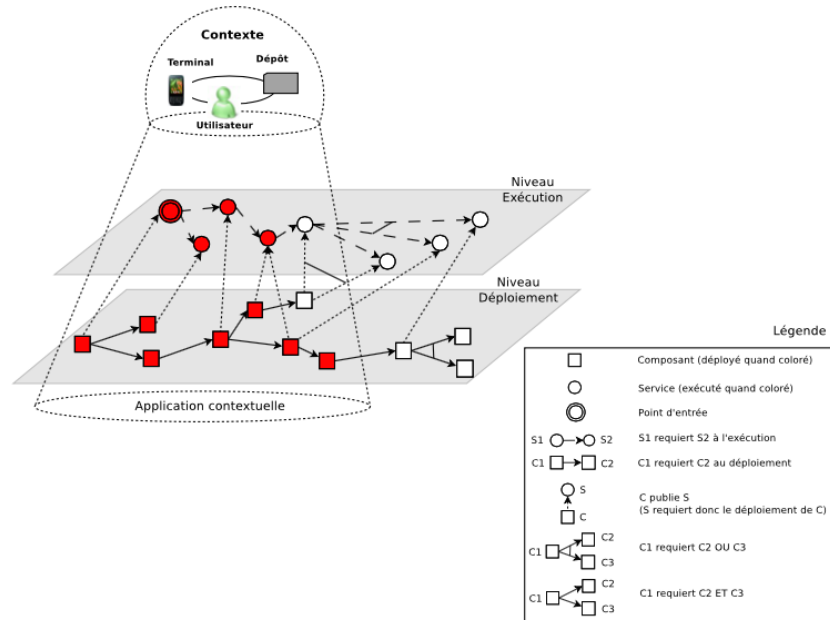 Contexte
Terminal
Dépôt
Utilisateur
Niveau
Exécution
Niveau
Déploiement
Application contextuelle
Légende
Composant (déployé quand coloré)
Service (exécuté quand coloré)
Point d'entrée
S1 S2 S1 requiert S2 à l'exécution
C1 C2 C1 requiert C2 au déploiement
S
C publie S
(S requiert donc le déploiement de C)
C
C2
C1 C1 requiert C2 OU C3
C3
C2
C1 C1 requiert C2 ET C3
C3